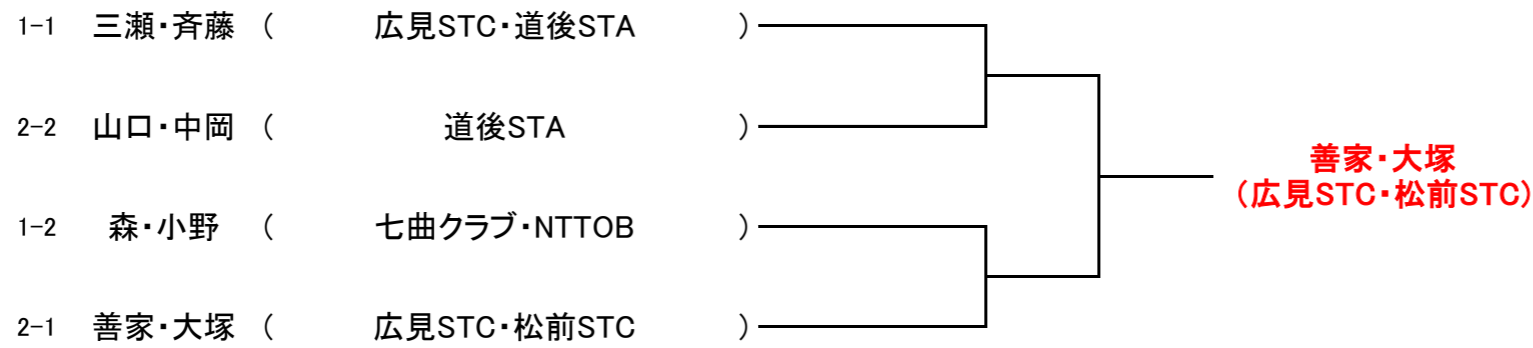 1-1 三瀬・斉藤 ( 広見STC・道後STA )
2-2 山口・中岡 ( 道後STA )
善家・大塚
(広見STC・松前STC)
1-2 森・小野 ( 七曲クラブ・NTTOB )
2-1 善家・大塚 ( 広見STC・松前STC )